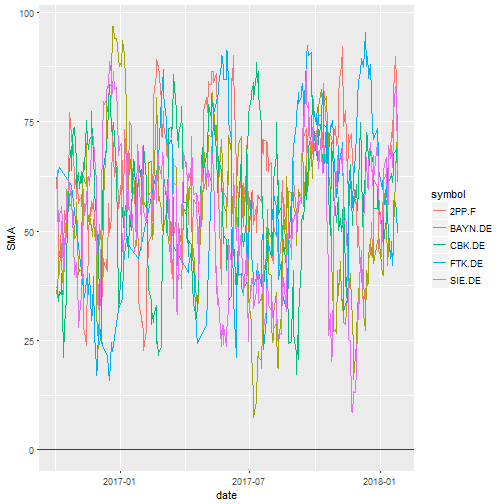 100
75
50
25
0
SMA
2017-01
2017-07
2018-01
date
symbol
2PP.F
BAYN.DE
CBK.DE
FTK.DE
SIE.DE